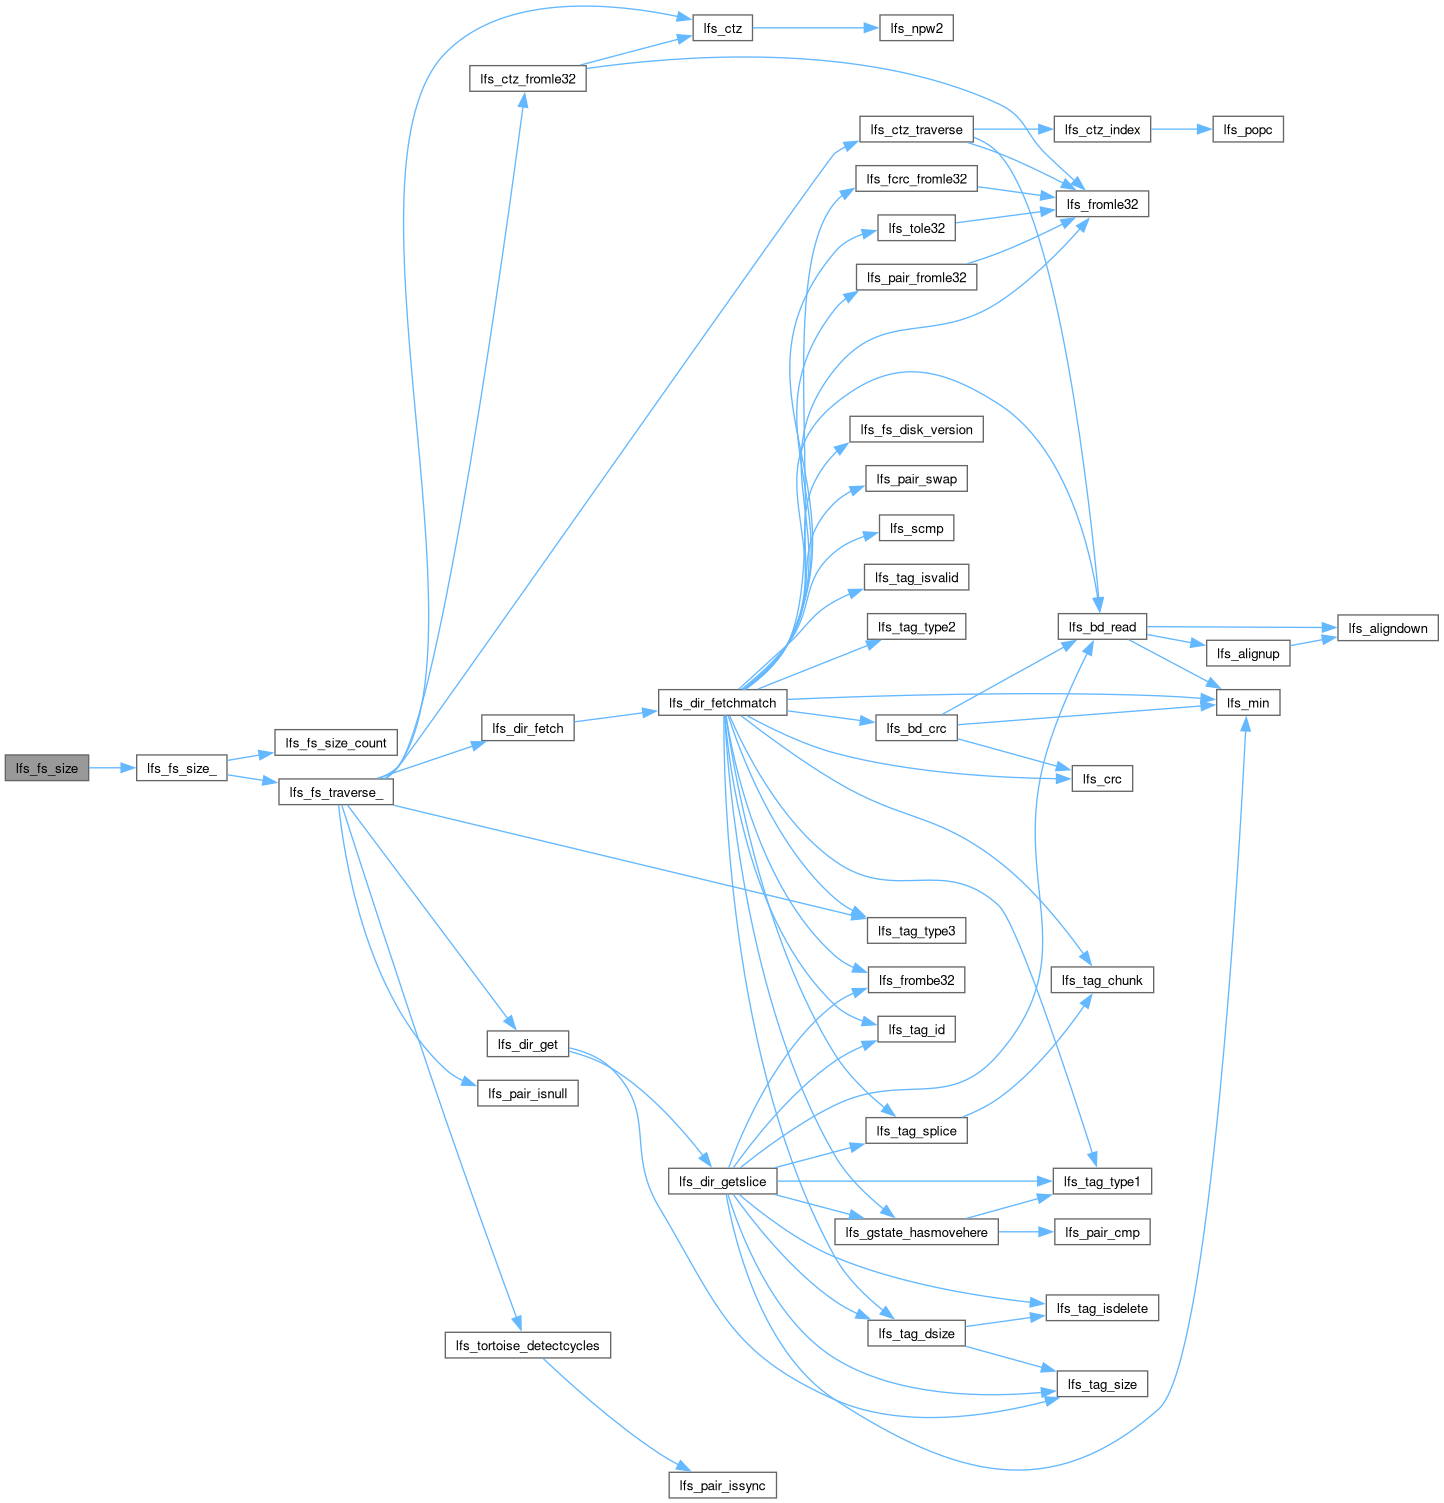 lfs_ctz
lfs_npw2
lfs_ctz_fromle32
lfs_ctz_traverse
lfs_ctz_index
lfs_popc
lfs_fcrc_fromle32
lfs_fromle32
lfs_tole32
lfs_pair_fromle32
lfs_fs_disk_version
lfs_pair_swap
lfs_scmp
lfs_tag_isvalid
lfs_tag_type2
lfs_bd_read
lfs_aligndown
lfs_alignup
lfs_dir_fetchmatch
lfs_min
lfs_dir_fetch
lfs_bd_crc
lfs_fs_size_count
lfs_fs_size
lfs_fs_size_
lfs_crc
lfs_fs_traverse_
lfs_tag_type3
lfs_frombe32
lfs_tag_chunk
lfs_tag_id
lfs_dir_get
lfs_pair_isnull
lfs_tag_splice
lfs_dir_getslice
lfs_tag_type1
lfs_gstate_hasmovehere
lfs_pair_cmp
lfs_tag_isdelete
lfs_tag_dsize
lfs_tortoise_detectcycles
lfs_tag_size
lfs_pair_issync